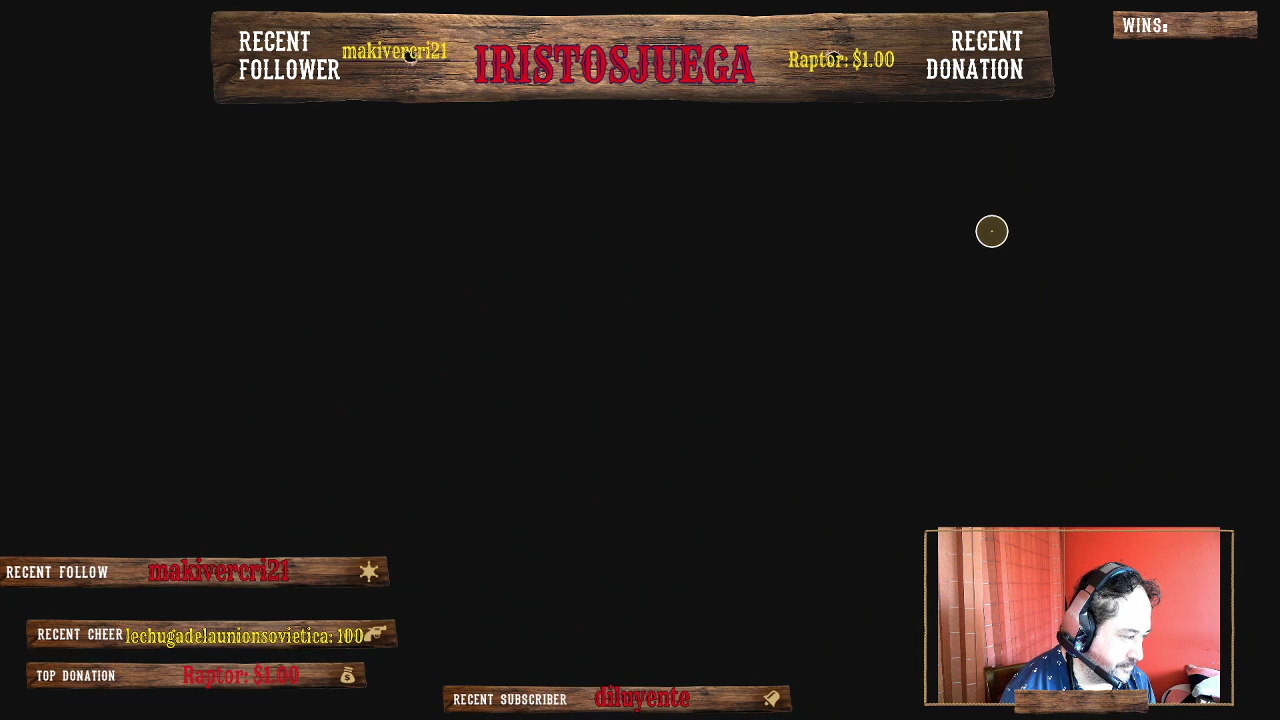 RECENT
FOLLOWER
makivercri21
IRISTOSJUEGA
Raptor: $1.00
RECENT
DONATION
WINS:
RECENT FOLLOW makivercri21
RECENT CHEER lechugadelaunionsovietica: 100
TOP DONATION Raptor: $1.00
RECENT SUBSCRIBER diluyente